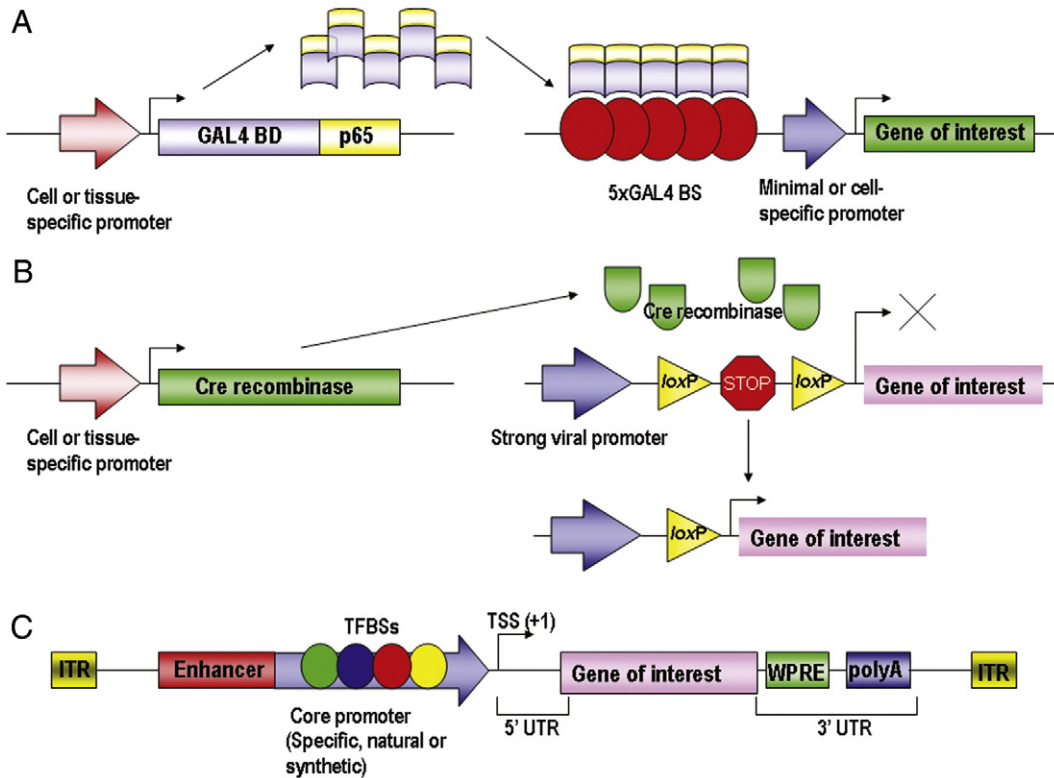 A
GAL4 BD
p65
Cell or tissue-
specific promoter
5xGAL4 BS
Minimal or cell-
specific promoter
Gene of interest
B
Cre recombinase
Cell or tissue-
specific promoter
Cre recombinase
loxP
STOP
loxP
Gene of interest
Strong viral promoter
loxP
Gene of interest
C
ITR
Enhancer
TFBSs
Core promoter
(Specific, natural or
synthetic)
TSS (+1)
5' UTR
Gene of interest
WPRE
polyA
3' UTR
ITR